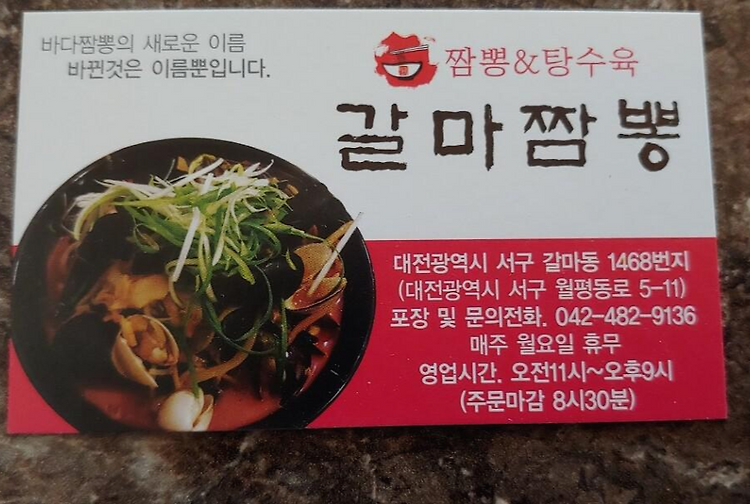 바다짬뽕의 새로운 이름
바뀐것은 이름뿐입니다.
짬뽕&탕수육
갈마짬뽕
대전광역시 서구 갈마동 1468번지
(대전광역시 서구 월평동로 5-11)
포장 및 문의전화. 042-482-9136
매주 월요일 휴무
영업시간. 오전11시~오후9시
(주문마감 8시30분)